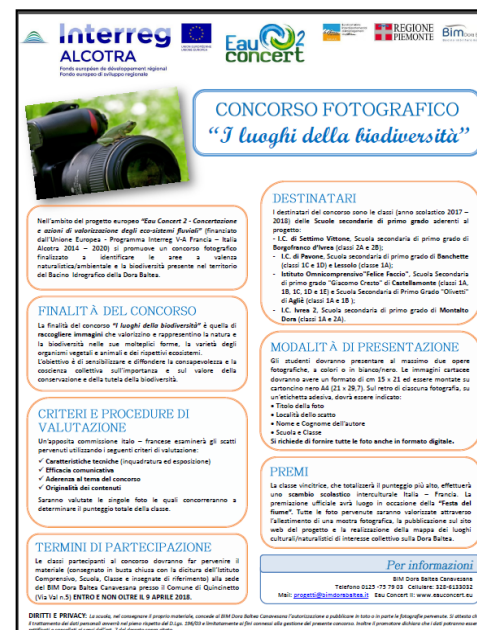 Interreg
ALCOTRA
Fonds européen de développement régional
Fondo europeo di sviluppo regionale
Eau
concert
2
REGIONE
PIEMONTE
Bim
CONCORSO FOTOGRAFICO
“I luoghi della biodiversità”
Nell'ambito del progetto europeo "Eau Concert 2 - Concertazione
e azioni di valorizzazione degli eco-sistemi fluviali" (finanziato
dall'Unione Europea - Programma Interreg V-A Francia – Italia
Alcotra 2014 – 2020) si promuove un concorso fotografico
finalizzato a identificare le aree a valenza
naturalistica/ambientale e la biodiversità presente nel territorio
del Bacino Idrografico della Dora Baltea.
FINALITÀ DEL CONCORSO
La finalità del concorso "I luoghi della biodiversità" è quella di
raccogliere immagini che valorizzino e rappresentino la natura e
la biodiversità nelle sue molteplici forme, la varietà degli
organismi vegetali e animali e dei rispettivi ecosistemi.
L'obiettivo è di sensibilizzare e diffondere la consapevolezza e la
coscienza collettiva sull'importanza e sul valore della
conservazione e della tutela della biodiversità.
CRITERI E PROCEDURE DI
VALUTAZIONE
Un'apposita commissione italo – francese esaminerà gli scatti
pervenuti utilizzando i seguenti criteri di valutazione:
✓ Caratteristiche tecniche (inquadratura ed esposizione)
✓ Efficacia comunicativa
✓ Aderenza al tema del concorso
✓ Originalità dei contenuti
Saranno valutate le singole foto le quali concorreranno a
determinare il punteggio totale della classe.
TERMINI DI PARTECIPAZIONE
Le classi partecipanti al concorso dovranno far pervenire il
materiale (consegnato in busta chiusa con la dicitura dell'Istituto
Comprensivo, Scuola, Classe e insegnate di riferimento) alla sede
del BIM Dora Baltea Canavesana presso il Comune di Quincinetto
(Via Val n.5) ENTRO E NON OLTRE IL 9 APRILE 2018.
DESTINATARI
I destinatari del concorso sono le classi (anno scolastico 2017 –
2018) delle Scuole secondarie di primo grado aderenti al
progetto:
- I.C. di Settimo Vittone, Scuola secondaria di primo grado di
Borgofranco d'Ivrea (classi 2A e 2B);
- I.C. di Pavone, Scuola secondaria di primo grado di Banchette
(classi 1C e 1D) e Lessolo (classe 1A);
- Istituto Omnicomprensivo"Felice Faccio", Scuola Secondaria
di primo grado "Giacomo Cresto" di Castellamonte (classi 1A,
1B, 1C, 1D e 1E) e Scuola Secondaria di Primo Grado "Olivetti"
di Agliè (classi 1A e 1B );
- I.C. Ivrea 2, Scuola secondaria di primo grado di Montalto
Dora (classi 1A e 2A).
MODALITÀ DI PRESENTAZIONE
Gli studenti dovranno presentare al massimo due opere
fotografiche, a colori o in bianco/nero. Le immagini cartacee
dovranno avere un formato di cm 15 x 21 ed essere montate su
cartoncino nero A4 (21 x 29,7). Sul retro di ciascuna fotografia, su
un'etichetta adesiva, dovrà essere indicato:
• Titolo della foto
• Località dello scatto
• Nome e Cognome dell'autore
• Scuola e Classe
Si richiede di fornire tutte le foto anche in formato digitale.
PREMI
La classe vincitrice, che totalizzerà il punteggio più alto, effettuerà
uno scambio scolastico interculturale Italia – Francia. La
premiazione ufficiale avrà luogo in occasione della "Festa del
fiume". Tutte le foto pervenute saranno valorizzate attraverso
l'allestimento di una mostra fotografica, la pubblicazione sul sito
web del progetto e la realizzazione della mappa dei luoghi
culturali/naturalistici di interesse collettivo sulla Dora Baltea.
Per informazioni
BIM Dora Baltea Canavesana
Mail: progetti@bimdorabaltea.it Eau Concert II: www.eauconcert.eu